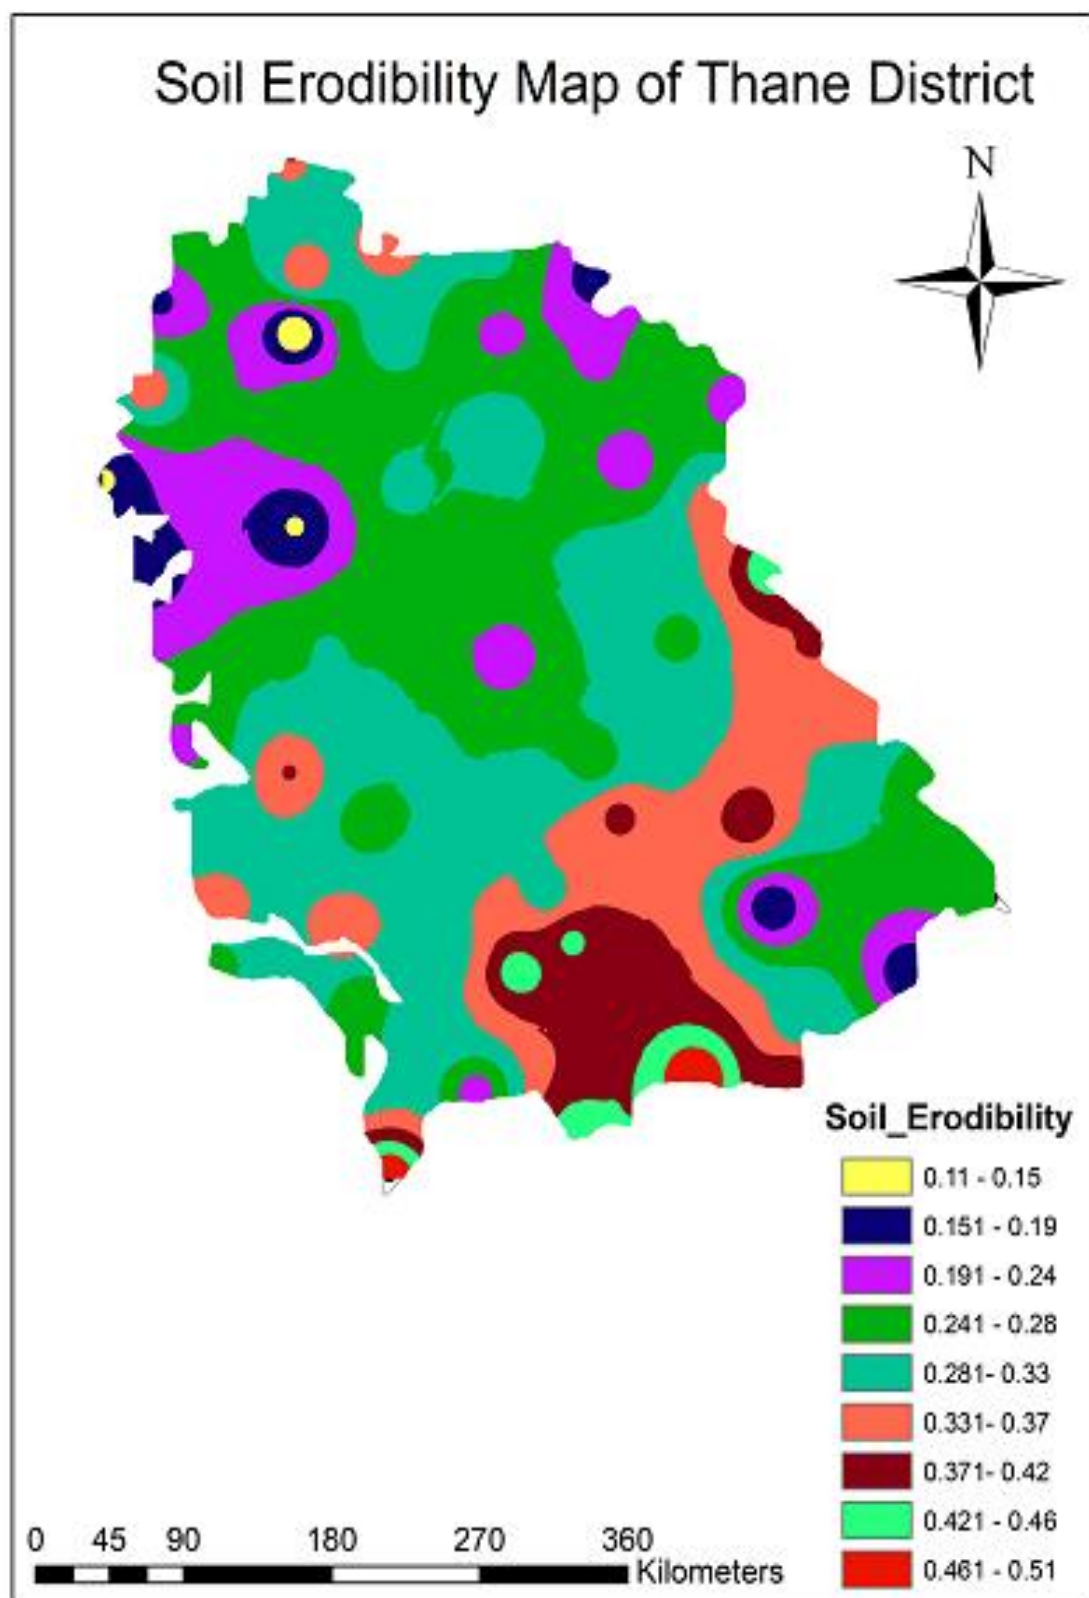 Soil Erodibility Map of Thane District
N
Soil_Erodibility
0.11 - 0.15
0.151 - 0.19
0.191 - 0.24
0.241 - 0.28
0.281- 0.33
0.331- 0.37
0.371- 0.42
0.421 - 0.46
0.461 - 0.51
0 45 90 180 270 360
Kilometers